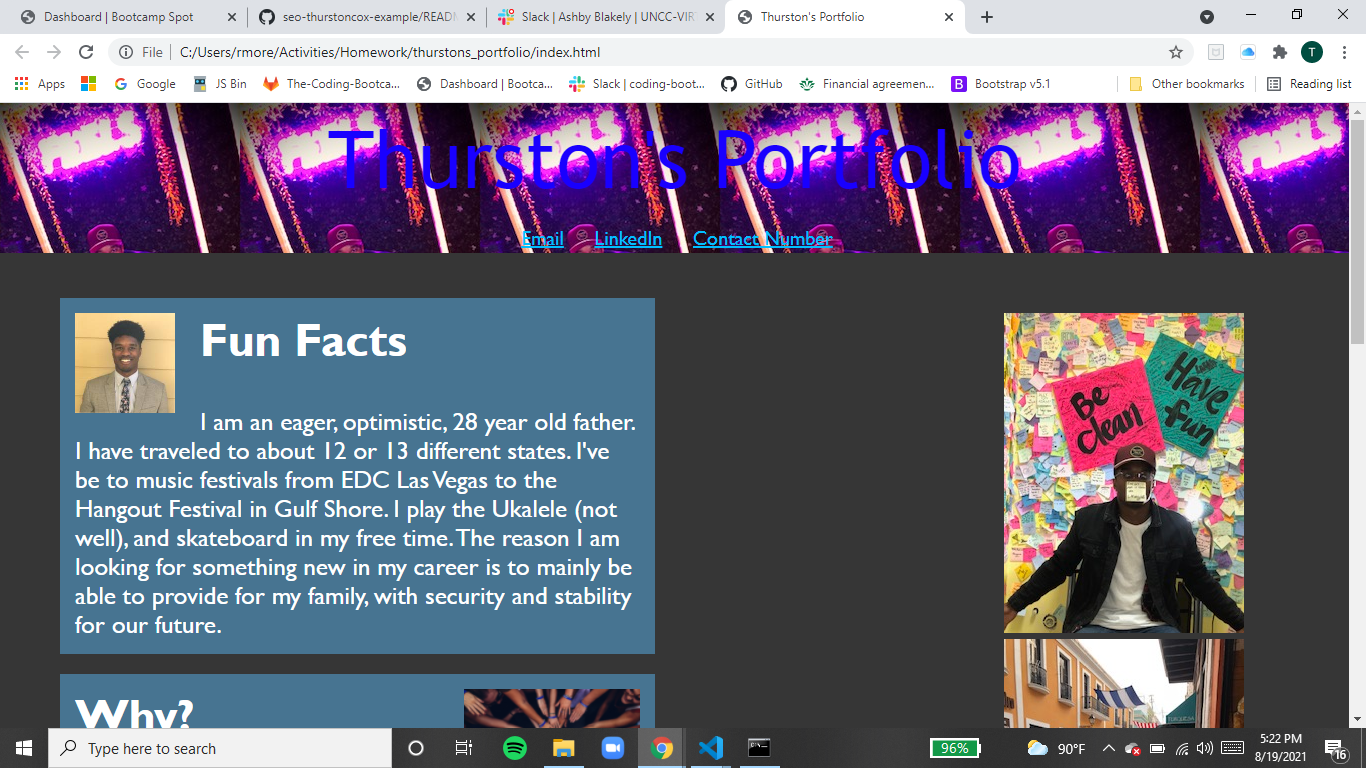 Dashboard | Bootcamp Spot
seo-thurstoncox-example/READM
Slack | Ashby Blakely | UNCC-VIR
Thurston's Portfolio
File
C:/Users/rmore/Activities/Homework/thurstons_portfolio/index.html
T
Apps
Google
JS Bin
The-Coding-Bootca...
Dashboard | Bootca...
Slack | coding-boot...
GitHub
Financial agreemen...
B
Bootstrap v5.1
Other bookmarks
Reading list
Thurston's Portfolio
Email LinkedIn Contact Number
Fun Facts
I am an eager, optimistic, 28 year old father.
I have traveled to about 12 or 13 different states. I've
be to music festivals from EDC Las Vegas to the
Hangout Festival in Gulf Shore. I play the Ukalele (not
well), and skateboard in my free time. The reason I am
looking for something new in my career is to mainly be
able to provide for my family, with security and stability
for our future.
Why?
Be
clean
Have
fun
Type here to search
96%
90°F
5:22 PM
8/19/2021
16